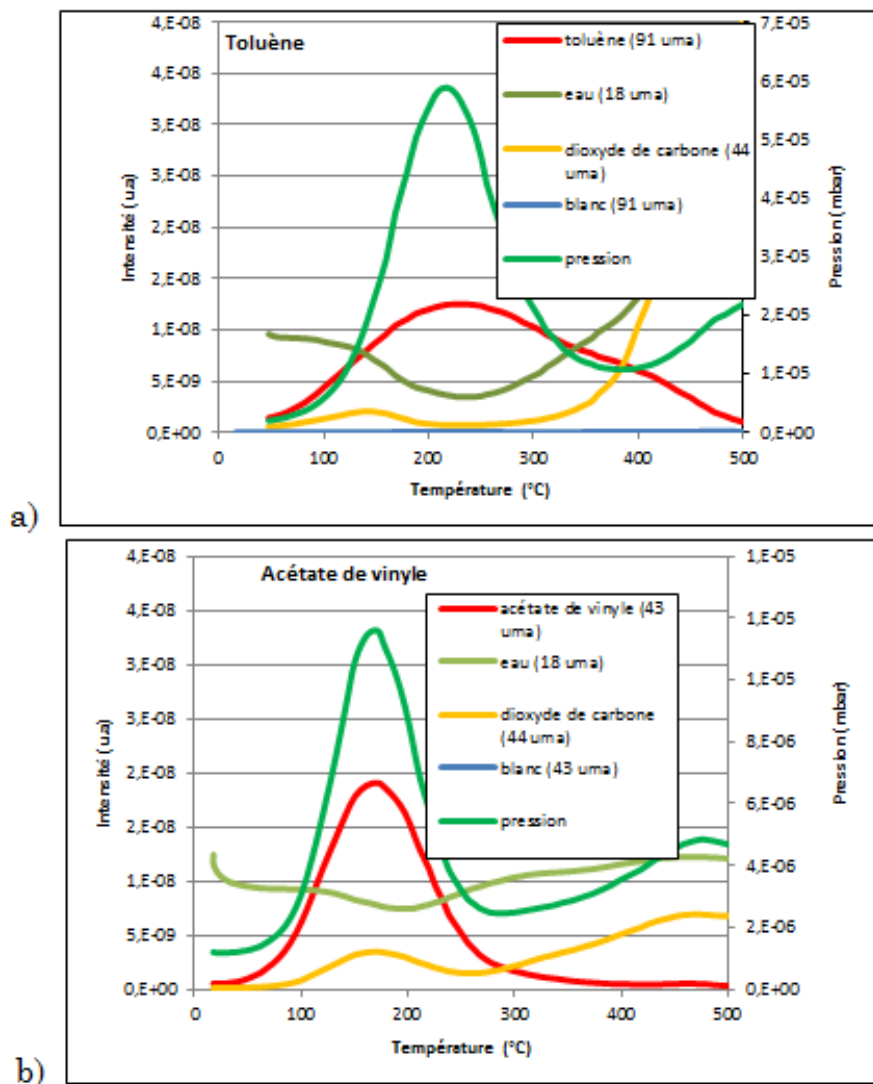 Toluène
toluène (91 uma)
eau (18 uma)
dioxyde de carbone (44
uma)
blanc (91 uma)
pression
4,E-08
4,E-08
3,E-08
3,E-08
2,E-08
2,E-08
1,E-08
5,E-09
0,E+00
Intensité (u.a)
7,E-05
6,E-05
5,E-05
4,E-05
3,E-05
2,E-05
1,E-05
0,E+00
Pression (mbar)
0 100 200 300 400 500
Température (°C)
a)
Acétate de vinyle
acétate de vinyle (43
uma)
eau (18 uma)
dioxyde de carbone
(44 uma)
blanc (43 uma)
pression
4,E-08
4,E-08
3,E-08
3,E-08
2,E-08
2,E-08
1,E-08
5,E-09
0,E+00
Intensité (u.a)
1,E-05
1,E-05
1,E-05
8,E-06
6,E-06
4,E-06
2,E-06
0,E+00
Pression (mbar)
0 100 200 300 400 500
Température (°C)
b)